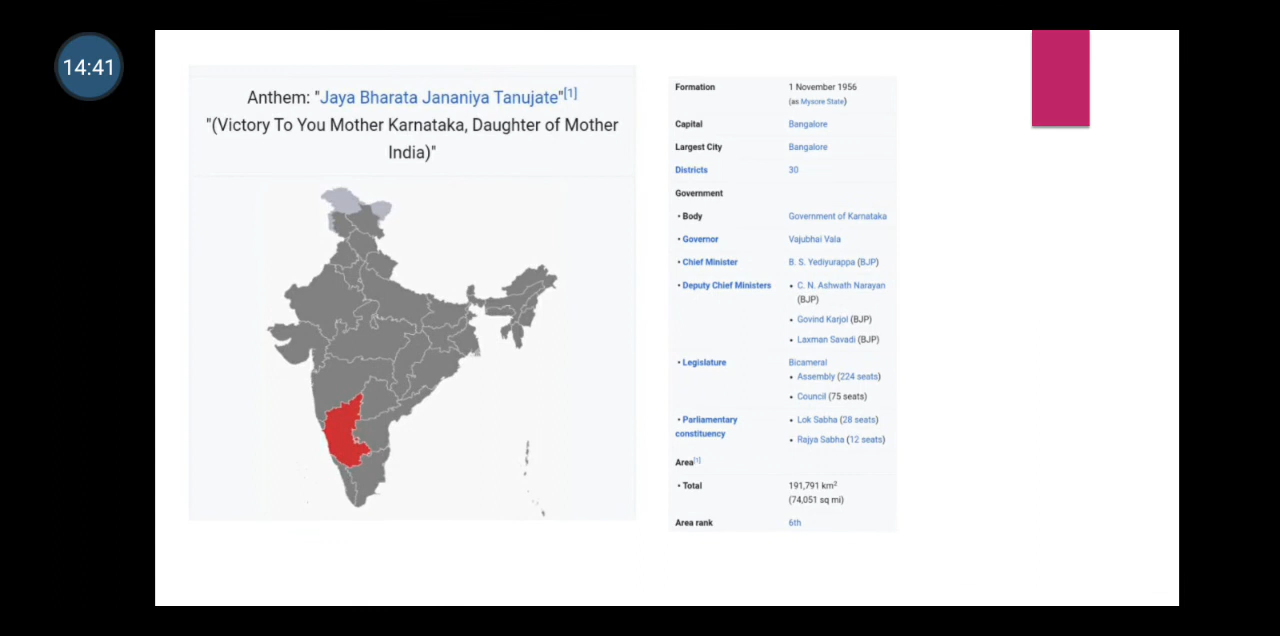 14:41
Anthem: "Jaya Bharata Jananiya Tanujate"[1]
"(Victory To You Mother Karnataka, Daughter of Mother
India)"
Formation 1 November 1956
(as Mysore State)
Capital Bangalore
Largest City Bangalore
Districts 30
Government
• Body Government of Karnataka
• Governor Vajubhai Vala
• Chief Minister B. S. Yediyurappa (BJP)
• Deputy Chief Ministers • C. N. Ashwath Narayan
(BJP)
• Govind Karjol (BJP)
• Laxman Savadi (BJP)
• Legislature Bicameral
• Assembly (224 seats)
• Council (75 seats)
• Parliamentary • Lok Sabha (28 seats)
constituency
• Rajya Sabha (12 seats)
Area[1]
• Total 191,791 km²
(74,051 sq mi)
Area rank 6th